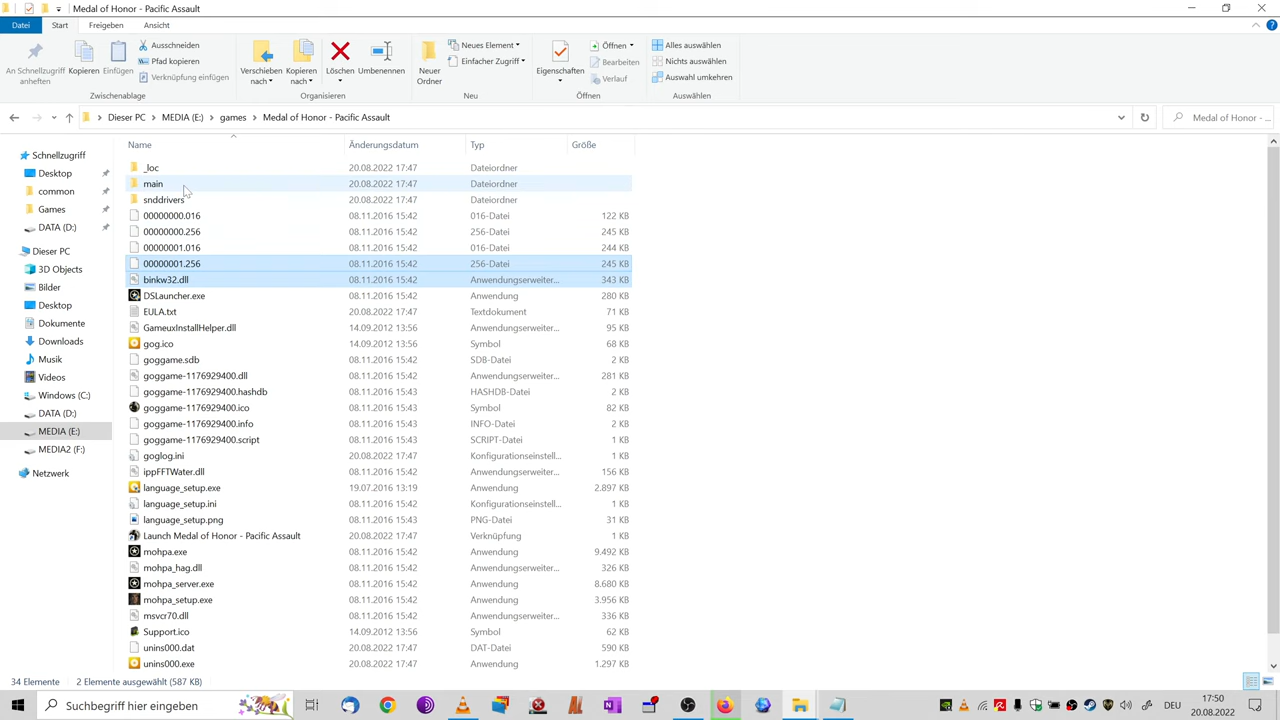 Medal of Honor - Pacific Assault
Datei Start Freigeben Ansicht
An Schnellzugriff anheften
Kopieren
Einfügen
Ausschneiden
Pfad kopieren
Verknüpfung einfügen
Zwischenablage
Verschieben nach
Kopieren nach
Löschen
Umbenennen
Organisieren
Neuer Ordner
Neues Element
Einfacher Zugriff
Neu
Eigenschaften
Öffnen
Bearbeiten
Verlauf
Öffnen
Alles auswählen
Nichts auswählen
Auswahl umkehren
Auswählen
Dieser PC > MEDIA (E:) > games > Medal of Honor - Pacific Assault
Medal of Honor - ...
Schnellzugriff
Desktop
common
Games
DATA (D:)
Dieser PC
3D Objects
Bilder
Desktop
Dokumente
Downloads
Musik
Videos
Windows (C:)
DATA (D:)
MEDIA (E:)
MEDIA2 (F:)
Netzwerk
Name Änderungsdatum Typ Größe
_loc 20.08.2022 17:47 Dateiordner
main 20.08.2022 17:47 Dateiordner
snddrivers 20.08.2022 17:47 Dateiordner
00000000.016 08.11.2016 15:42 016-Datei 122 KB
00000000.256 08.11.2016 15:42 256-Datei 245 KB
00000001.016 08.11.2016 15:42 016-Datei 244 KB
00000001.256 08.11.2016 15:42 256-Datei 245 KB
binkw32.dll 08.11.2016 15:42 Anwendungserweiter... 343 KB
DSLauncher.exe 08.11.2016 15:42 Anwendung 280 KB
EULA.txt 20.08.2022 17:47 Textdokument 71 KB
GameuxInstallHelper.dll 14.09.2012 13:56 Anwendungserweiter... 95 KB
gog.ico 14.09.2012 13:56 Symbol 68 KB
goggame.sdb 08.11.2016 15:42 SDB-Datei 2 KB
goggame-1176929400.dll 08.11.2016 15:42 Anwendungserweiter... 281 KB
goggame-1176929400.hashdb 08.11.2016 15:43 HASHDB-Datei 2 KB
goggame-1176929400.ico 08.11.2016 15:43 Symbol 82 KB
goggame-1176929400.info 08.11.2016 15:43 INFO-Datei 2 KB
goggame-1176929400.script 08.11.2016 15:43 SCRIPT-Datei 1 KB
goglog.ini 20.08.2022 17:47 Konfigurationseinstell... 1 KB
ippFFTWater.dll 08.11.2016 15:42 Anwendungserweiter... 156 KB
language_setup.exe 19.07.2016 13:19 Anwendung 2.897 KB
language_setup.ini 08.11.2016 15:42 Konfigurationseinstell... 1 KB
language_setup.png 08.11.2016 15:43 PNG-Datei 31 KB
Launch Medal of Honor - Pacific Assault 20.08.2022 17:47 Verknüpfung 1 KB
mohpa.exe 08.11.2016 15:42 Anwendung 9.492 KB
mohpa_hag.dll 08.11.2016 15:42 Anwendungserweiter... 326 KB
mohpa_server.exe 08.11.2016 15:42 Anwendung 8.680 KB
mohpa_setup.exe 08.11.2016 15:42 Anwendung 3.956 KB
msvcr70.dll 08.11.2016 15:42 Anwendungserweiter... 336 KB
Support.ico 14.09.2012 13:56 Symbol 62 KB
unins000.dat 20.08.2022 17:47 DAT-Datei 590 KB
unins000.exe 20.08.2022 17:47 Anwendung 1.297 KB
34 Elemente 2 Elemente ausgewählt (587 KB)
Suchbegriff hier eingeben
DEU
17:50
20.08.2022